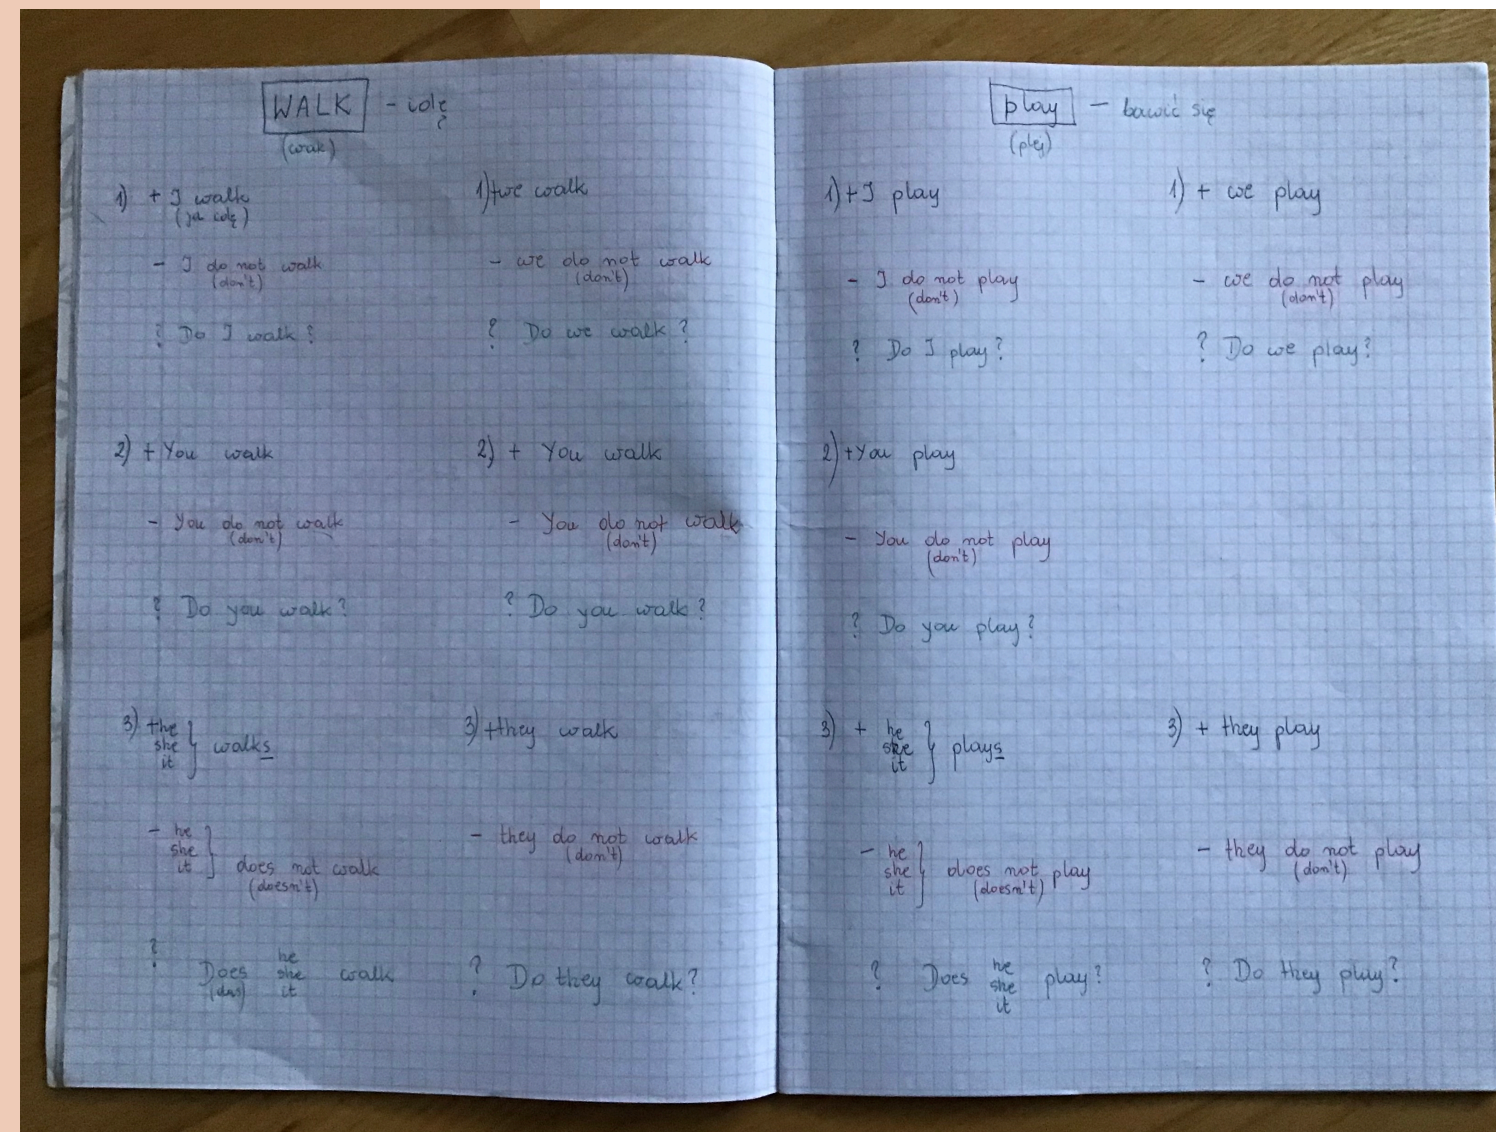 WALK - idę
(wak)
1) + I walk
(ja idę)
- I do not walk
(don't)
? Do I walk?
2) + You walk
- You do not walk
(don't)
? Do you walk?
3) + he
she
it } walks
- he
she
it } does not walk
(doesn't)
?
Does he she it walk
(das)
1) + we walk
- we do not walk
(don't)
? Do we walk?
2) + You walk
- You do not walk
(don't)
? Do you walk?
3) + they walk
- they do not walk
(don't)
? Do they walk?
play - bawić się
(plej)
1) + I play
- I do not play
(don't)
? Do I play?
2) + You play
- You do not play
(don't)
? Do you play?
3) + he
she
it } plays
- he
she
it } does not play
(doesn't)
? Does he she it play?
1) + we play
- we do not play
(don't)
? Do we play?
3) + they play
- they do not play
(don't)
? Do they play?